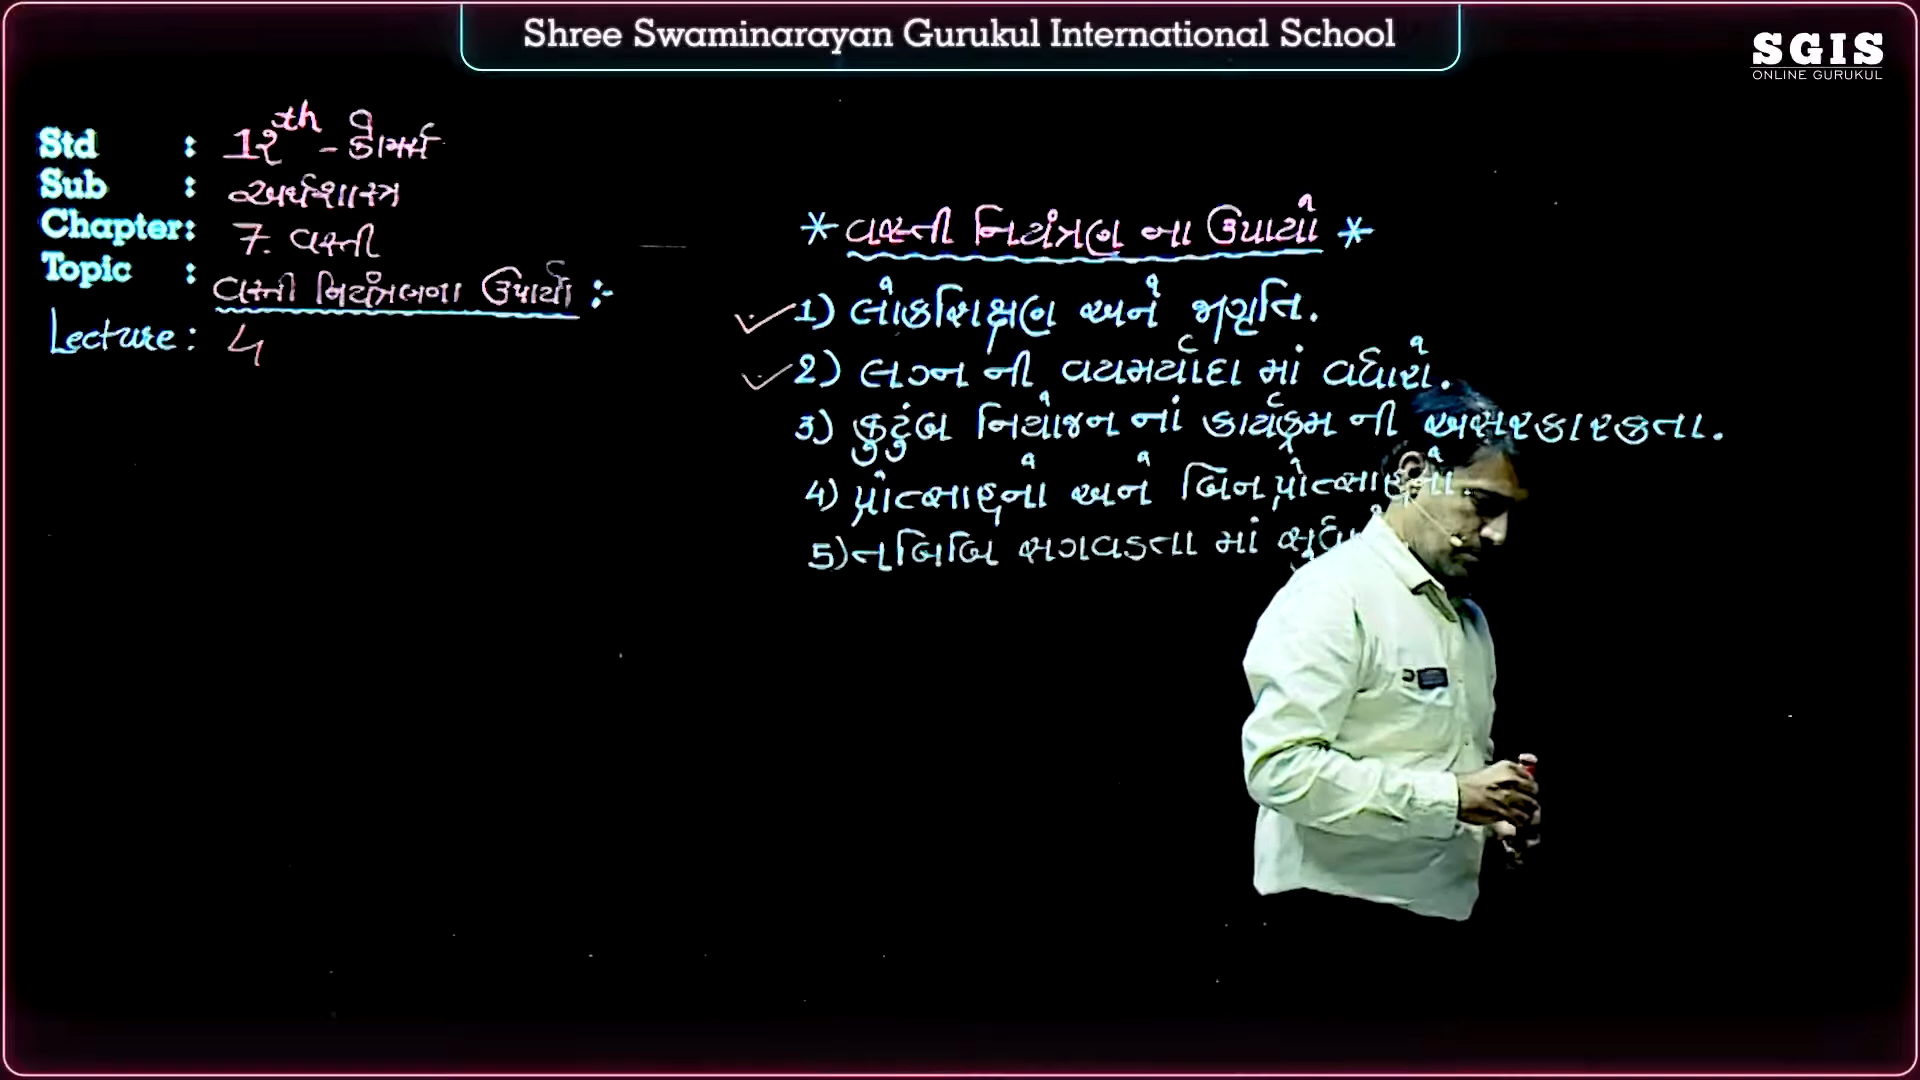 Shree Swaminarayan Gurukul International School
SGIS
ONLINE GURUKUL
Std : 12th - કોમર્સ
Sub : અર્થશાસ્ત્ર
Chapter: 7. વસ્તી
Topic : વસ્તી નિયંત્રણના ઉપાયો :-
Lecture: 4
* વસ્તી નિયંત્રણ ના ઉપાયો *
1) લોકશિક્ષણ અને જાગૃતિ.
2) લગ્ન ની વયમર્યાદા માં વધારો.
3) કુટુંબ નિયોજન નાં કાર્યક્રમ ની અસરકારકતા.
4) પ્રોત્સાહનો અને બિનપ્રોત્સાહનો.
5) તબિબિ સગવડતા માં